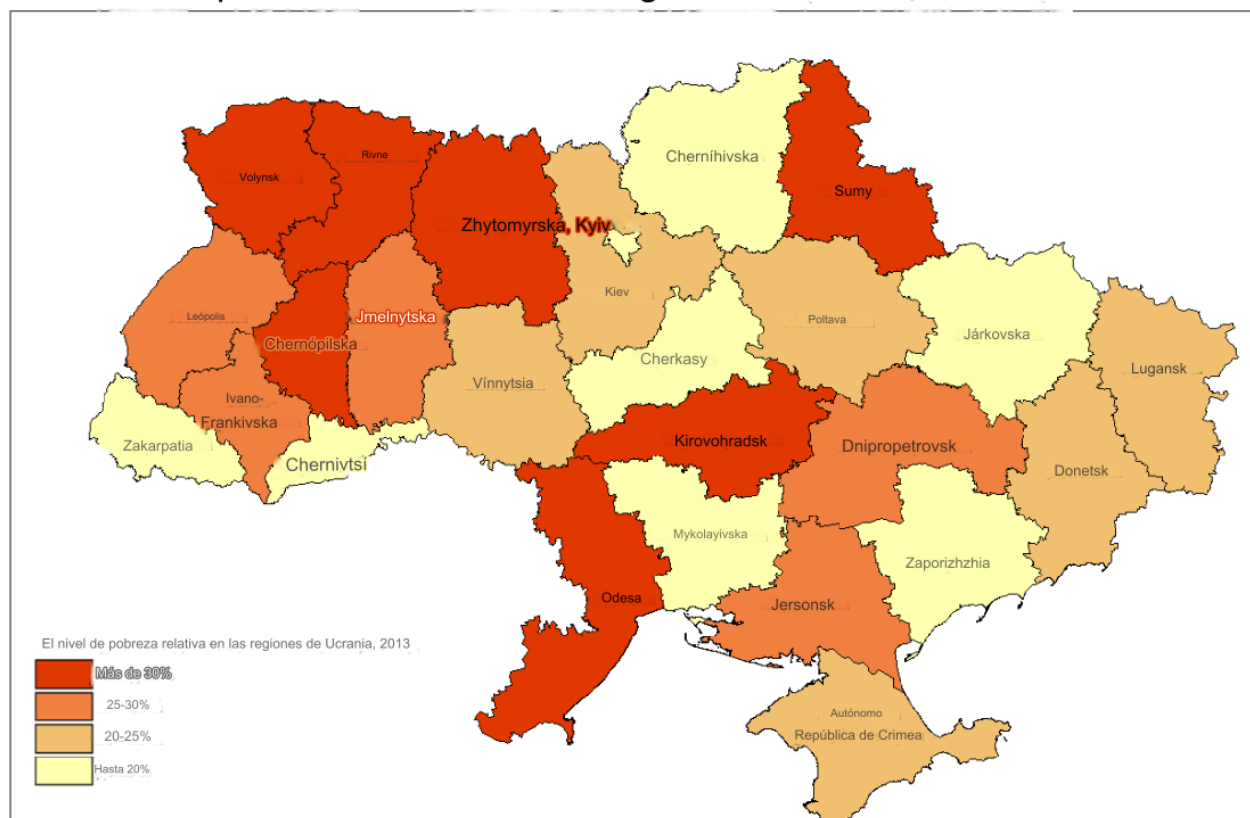 Cherníhivska
Rivne
Volynsk
Sumy
Zhytomyrska, Kyiv
Kiev
Leópolis
Jmelnytska
Poltava
Járkovska
Chernópilska
Cherkasy
Lugansk
Vínnytsia
Ivano-
Frankivska
Zakarpatia
Chernivtsí
Kirovohradsk
Dnipropetrovsk
Donetsk
Mykolayivska
Zaporizhzhia
Odesa
Jersonsk
El nivel de pobreza relativa en las regiones de Ucrania, 2013
Más de 30%
25-30%
20-25%
Hasta 20%
Autónomo
República de Crimea